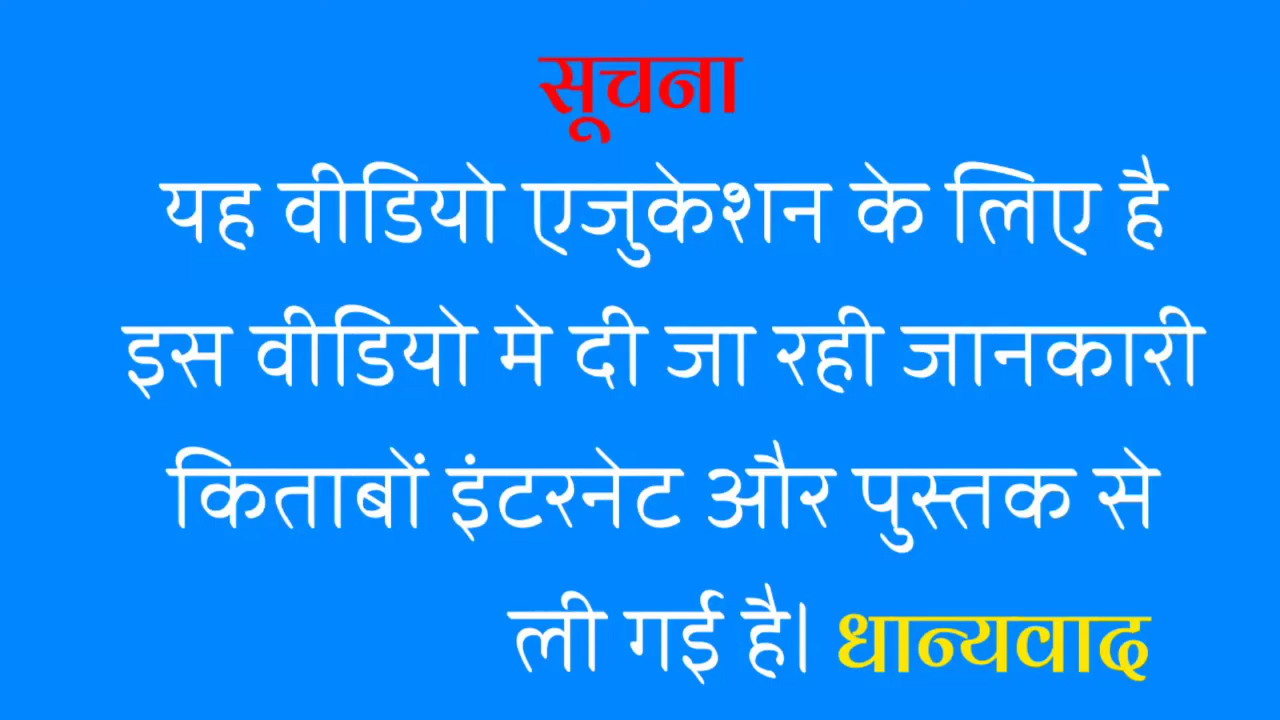 सूचना
यह वीडियो एजुकेशन के लिए है
इस वीडियो मे दी जा रही जानकारी
किताबों इंटरनेट और पुस्तक से
ली गई है। धान्यवाद